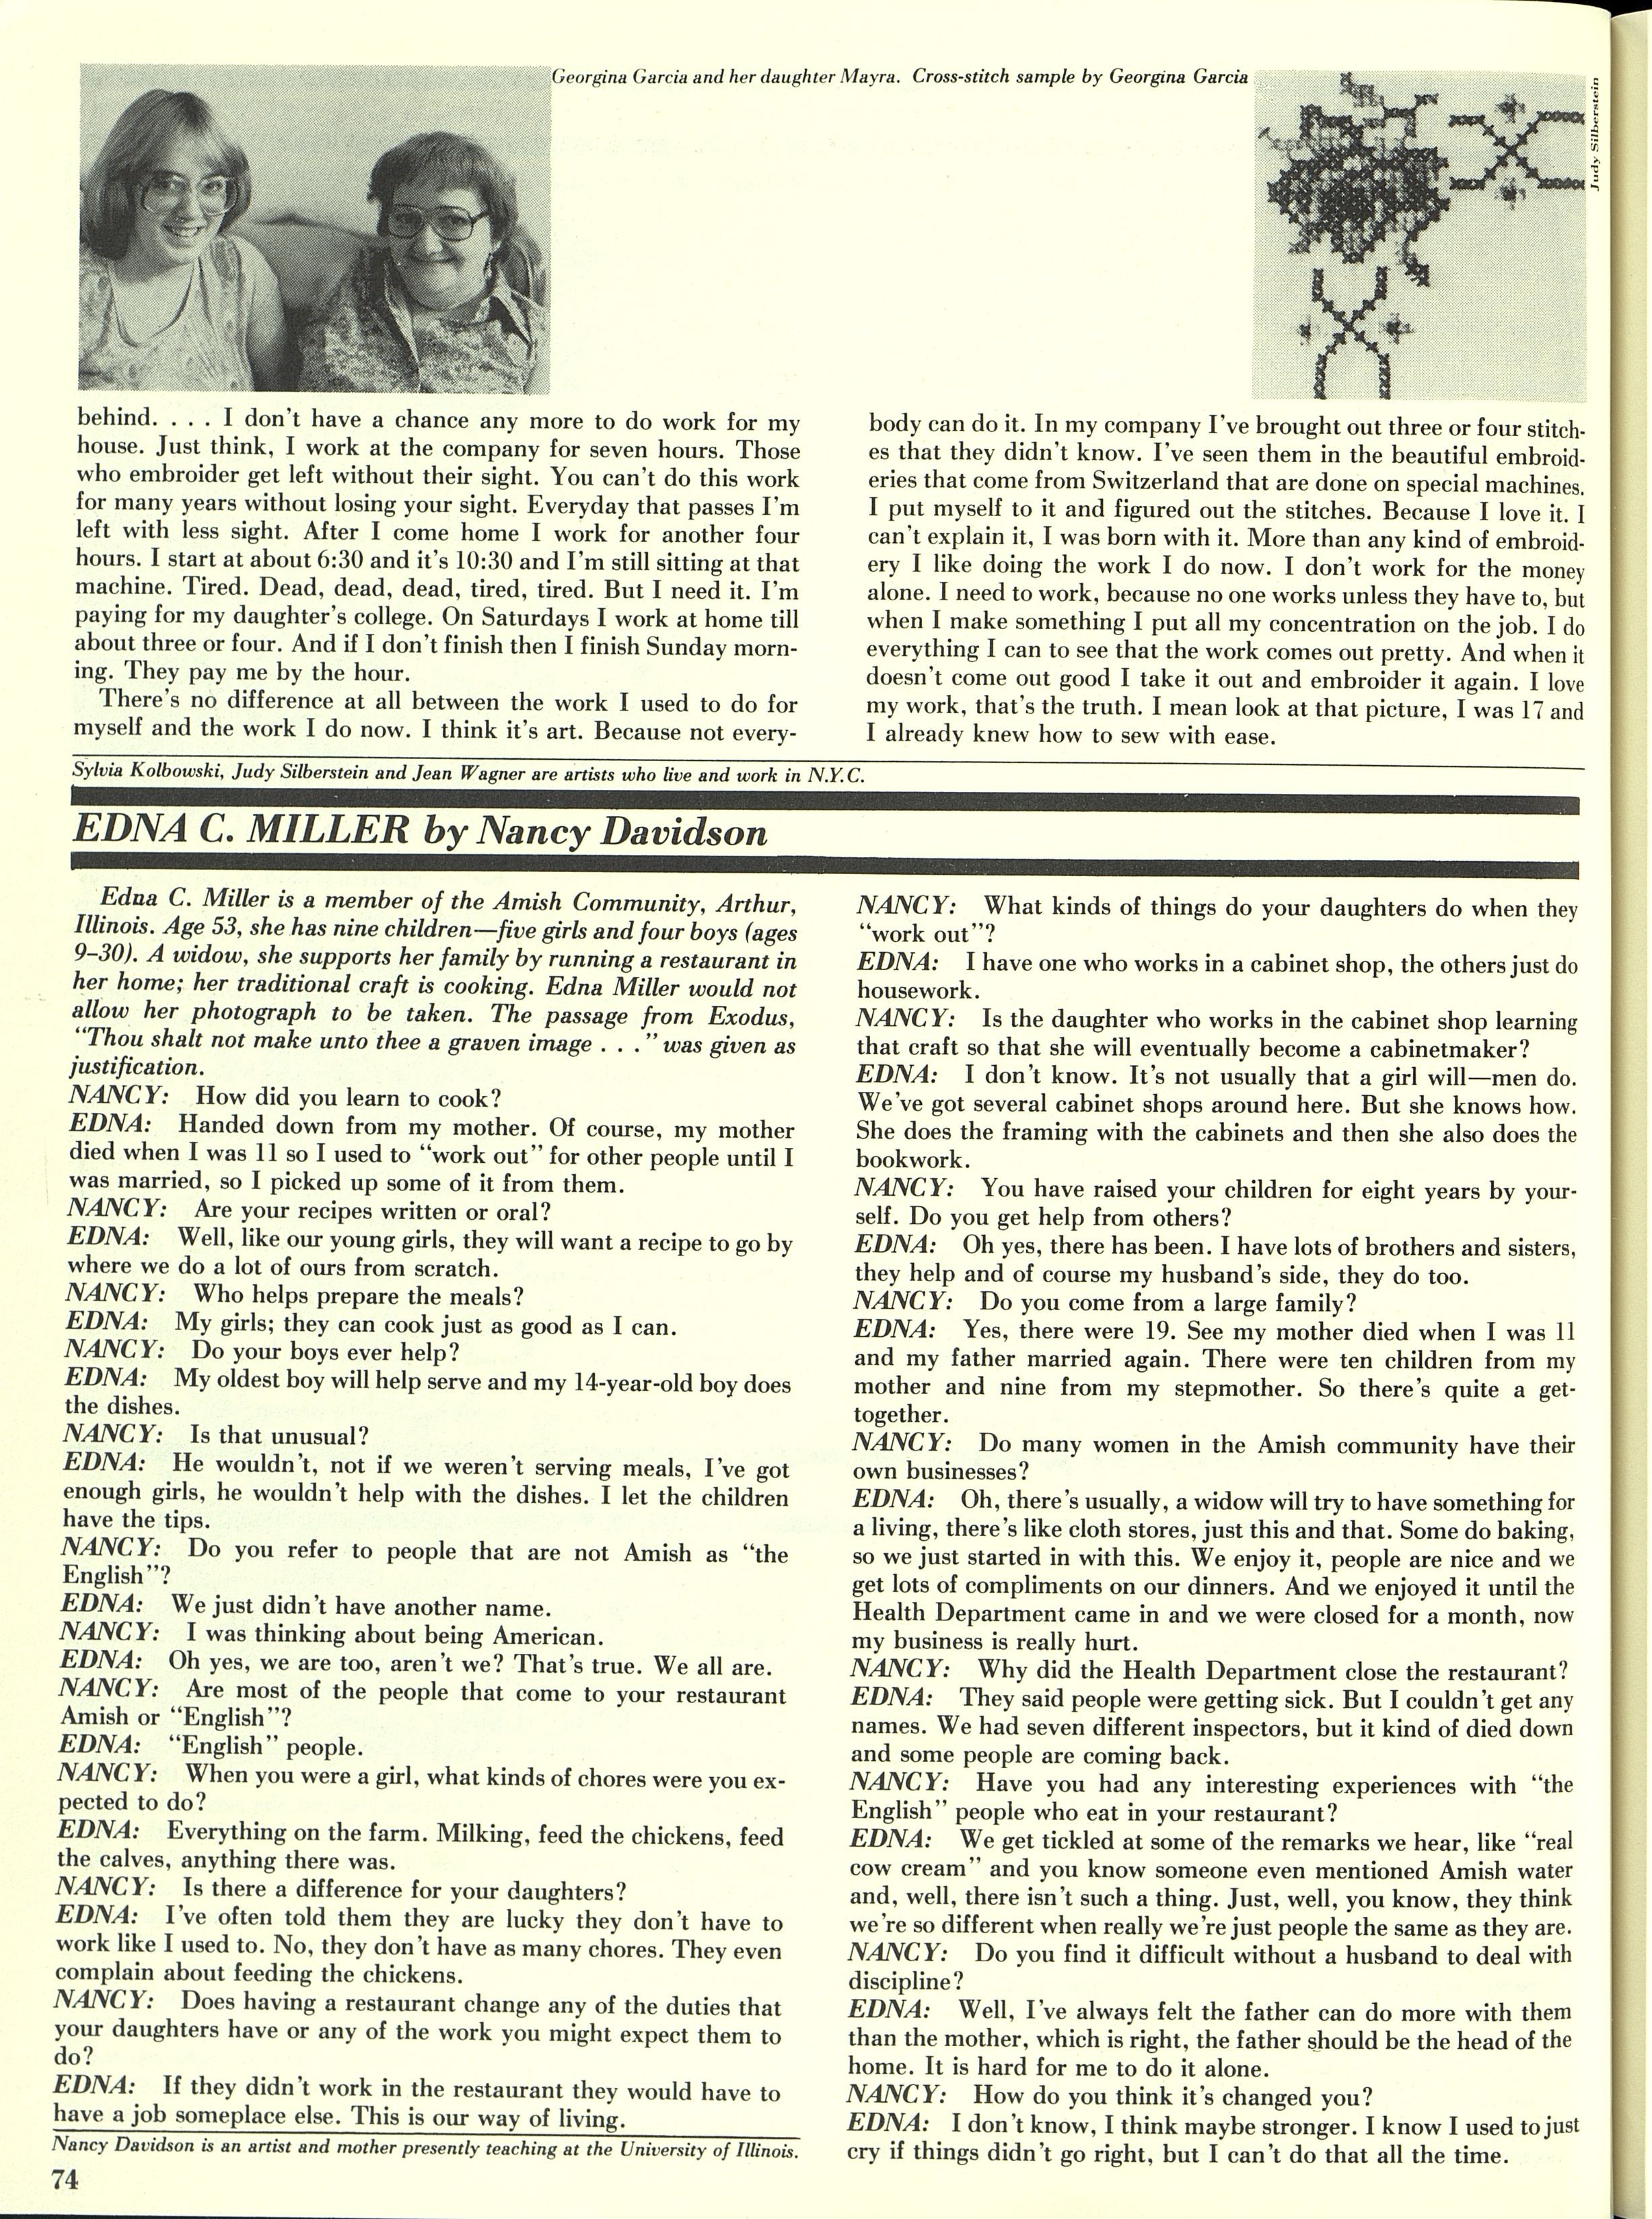 Georgina Garcia and her daughter Mayra. Cross-stitch sample by Georgina Garcia
Judy Silberstein
behind. . . . I don't have a chance any more to do work for my
house. Just think, I work at the company for seven hours. Those
who embroider get left without their sight. You can't do this work
for many years without losing your sight. Everyday that passes I'm
left with less sight. After I come home I work for another four
hours. I start at about 6:30 and it's 10:30 and I'm still sitting at that
machine. Tired. Dead, dead, dead, tired, tired. But I need it. I'm
paying for my daughter's college. On Saturdays I work at home till
about three or four. And if I don't finish then I finish Sunday morn-
ing. They pay me by the hour.
There's no difference at all between the work I used to do for
myself and the work I do now. I think it's art. Because not every-
body can do it. In my company I've brought out three or four stitch-
es that they didn't know. I've seen them in the beautiful embroid-
eries that come from Switzerland that are done on special machines.
I put myself to it and figured out the stitches. Because I love it. I
can't explain it, I was born with it. More than any kind of embroid-
ery I like doing the work I do now. I don't work for the money
alone. I need to work, because no one works unless they have to, but
when I make something I put all my concentration on the job. I do
everything I can to see that the work comes out pretty. And when it
doesn't come out good I take it out and embroider it again. I love
my work, that's the truth. I mean look at that picture, I was 17 and
I already knew how to sew with ease.
Sylvia Kolbowski, Judy Silberstein and Jean Wagner are artists who live and work in N.Y.C.
EDNA C. MILLER by Nancy Davidson
Edna C. Miller is a member of the Amish Community, Arthur,
Illinois. Age 53, she has nine children—five girls and four boys (ages
9–30). A widow, she supports her family by running a restaurant in
her home; her traditional craft is cooking. Edna Miller would not
allow her photograph to be taken. The passage from Exodus,
"Thou shalt not make unto thee a graven image . . ." was given as
justification.
NANCY: How did you learn to cook?
EDNA: Handed down from my mother. Of course, my mother
died when I was 11 so I used to "work out" for other people until I
was married, so I picked up some of it from them.
NANCY: Are your recipes written or oral?
EDNA: Well, like our young girls, they will want a recipe to go by
where we do a lot of ours from scratch.
NANCY: Who helps prepare the meals?
EDNA: My girls; they can cook just as good as I can.
NANCY: Do your boys ever help?
EDNA: My oldest boy will help serve and my 14-year-old boy does
the dishes.
NANCY: Is that unusual?
EDNA: He wouldn't, not if we weren't serving meals, I've got
enough girls, he wouldn't help with the dishes. I let the children
have the tips.
NANCY: Do you refer to people that are not Amish as "the
English"?
EDNA: We just didn't have another name.
NANCY: I was thinking about being American.
EDNA: Oh yes, we are too, aren't we? That's true. We all are.
NANCY: Are most of the people that come to your restaurant
Amish or "English"?
EDNA: "English" people.
NANCY: When you were a girl, what kinds of chores were you ex-
pected to do?
EDNA: Everything on the farm. Milking, feed the chickens, feed
the calves, anything there was.
NANCY: Is there a difference for your daughters?
EDNA: I've often told them they are lucky they don't have to
work like I used to. No, they don't have as many chores. They even
complain about feeding the chickens.
NANCY: Does having a restaurant change any of the duties that
your daughters have or any of the work you might expect them to
do?
EDNA: If they didn't work in the restaurant they would have to
have a job someplace else. This is our way of living.
Nancy Davidson is an artist and mother presently teaching at the University of Illinois.
74
NANCY: What kinds of things do your daughters do when they
"work out"?
EDNA: I have one who works in a cabinet shop, the others just do
housework.
NANCY: Is the daughter who works in the cabinet shop learning
that craft so that she will eventually become a cabinetmaker?
EDNA: I don't know. It's not usually that a girl will—men do.
We've got several cabinet shops around here. But she knows how.
She does the framing with the cabinets and then she also does the
bookwork.
NANCY: You have raised your children for eight years by your-
self. Do you get help from others?
EDNA: Oh yes, there has been. I have lots of brothers and sisters,
they help and of course my husband's side, they do too.
NANCY: Do you come from a large family?
EDNA: Yes, there were 19. See my mother died when I was 11
and my father married again. There were ten children from my
mother and nine from my stepmother. So there's quite a get-
together.
NANCY: Do many women in the Amish community have their
own businesses?
EDNA: Oh, there's usually, a widow will try to have something for
a living, there's like cloth stores, just this and that. Some do baking,
so we just started in with this. We enjoy it, people are nice and we
get lots of compliments on our dinners. And we enjoyed it until the
Health Department came in and we were closed for a month, now
my business is really hurt.
NANCY: Why did the Health Department close the restaurant?
EDNA: They said people were getting sick. But I couldn't get any
names. We had seven different inspectors, but it kind of died down
and some people are coming back.
NANCY: Have you had any interesting experiences with "the
English" people who eat in your restaurant?
EDNA: We get tickled at some of the remarks we hear, like "real
cow cream" and you know someone even mentioned Amish water
and, well, there isn't such a thing. Just, well, you know, they think
we're so different when really we're just people the same as they are.
NANCY: Do you find it difficult without a husband to deal with
discipline?
EDNA: Well, I've always felt the father can do more with them
than the mother, which is right, the father should be the head of the
home. It is hard for me to do it alone.
NANCY: How do you think it's changed you?
EDNA: I don't know, I think maybe stronger. I know I used to just
cry if things didn't go right, but I can't do that all the time.